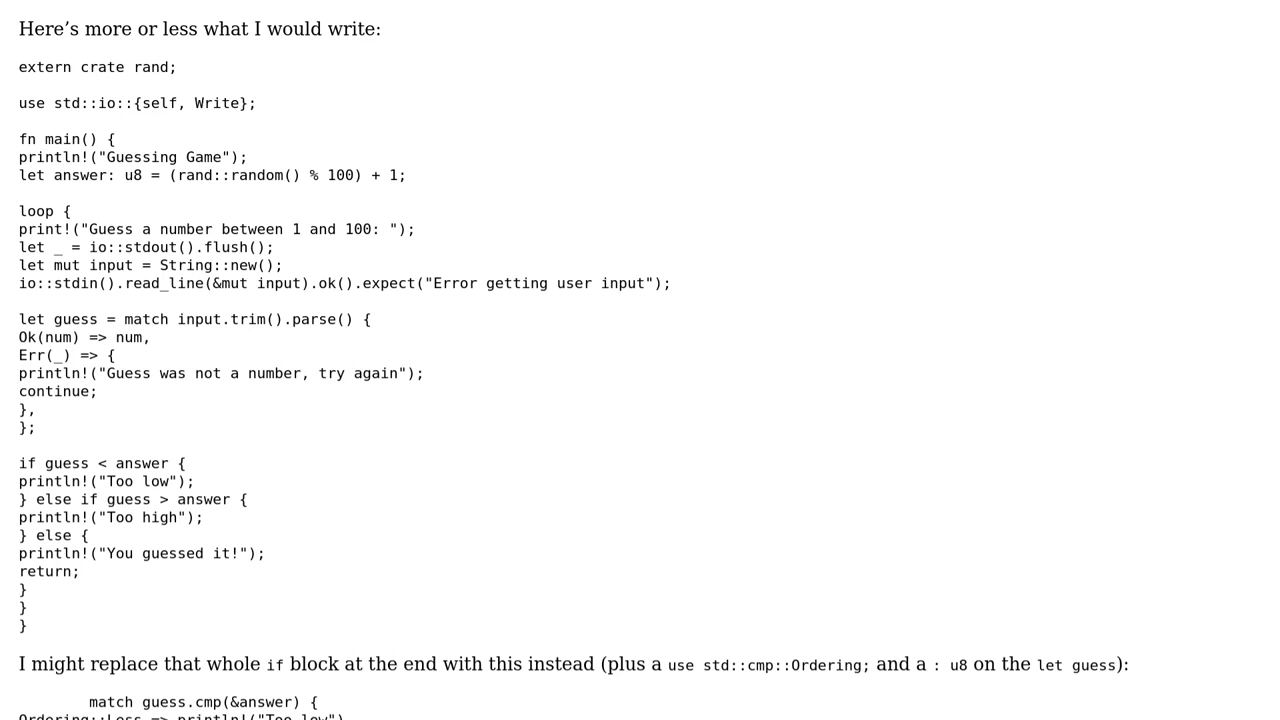 Here’s more or less what I would write:
extern crate rand;
use std::io::{self, Write};
fn main() {
println!("Guessing Game");
let answer: u8 = (rand::random() % 100) + 1;
loop {
print!("Guess a number between 1 and 100: ");
let _ = io::stdout().flush();
let mut input = String::new();
io::stdin().read_line(&mut input).ok().expect("Error getting user input");
let guess = match input.trim().parse() {
Ok(num) => num,
Err(_) => {
println!("Guess was not a number, try again");
continue;
},
};
if guess < answer {
println!("Too low");
} else if guess > answer {
println!("Too high");
} else {
println!("You guessed it!");
return;
}
}
}
I might replace that whole if block at the end with this instead (plus a use std::cmp::Ordering; and a : u8 on the let guess):
match guess.cmp(&answer) {
Ordering::Less => println!("Too low")